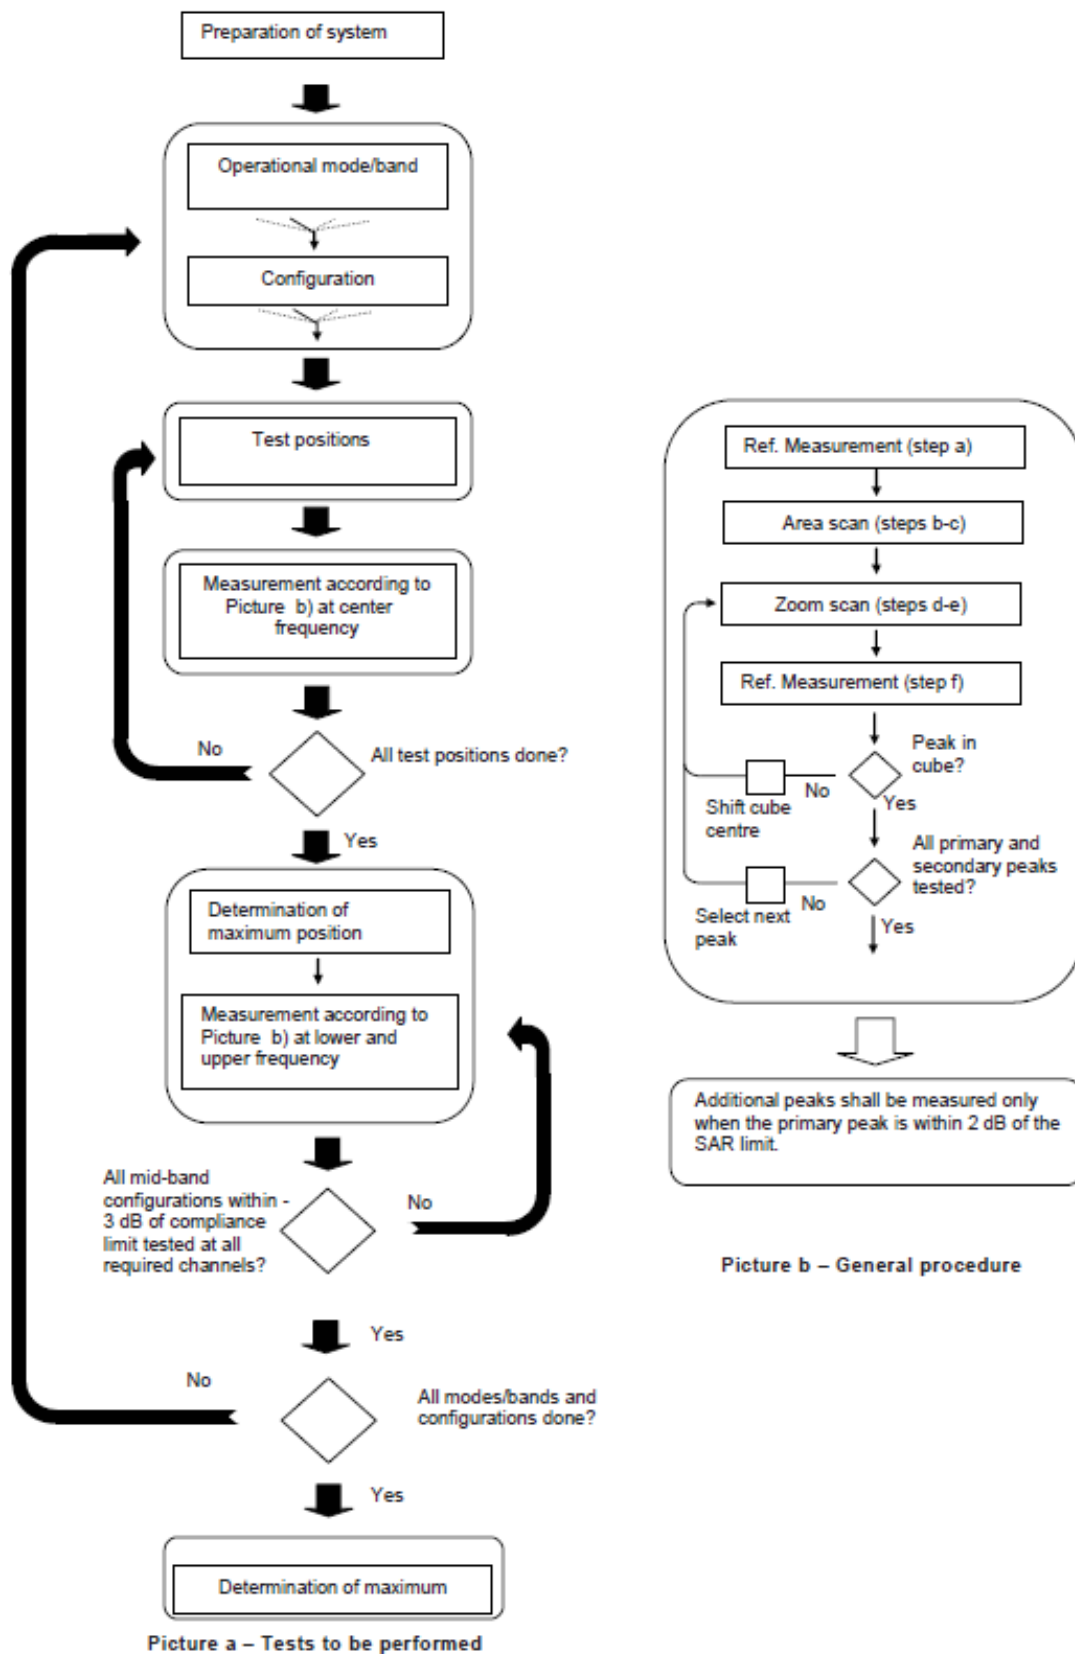 Preparation of system
Operational mode/band
Configuration
Test positions
Measurement according to
Picture b) at center
frequency
No
All test positions done?
Yes
Determination of
maximum position
Measurement according to
Picture b) at lower and
upper frequency
All mid-band
configurations within -
3 dB of compliance
limit tested at all
required channels?
No
Yes
No
All modes/bands and
configurations done?
Yes
Determination of maximum
Picture a – Tests to be performed
Ref. Measurement (step a)
Area scan (steps b-c)
Zoom scan (steps d-e)
Ref. Measurement (step f)
Peak in
cube?
No
Shift cube
centre
Yes
All primary and
secondary peaks
tested?
No
Select next
peak
Yes
Additional peaks shall be measured only
when the primary peak is within 2 dB of the
SAR limit.
Picture b – General procedure